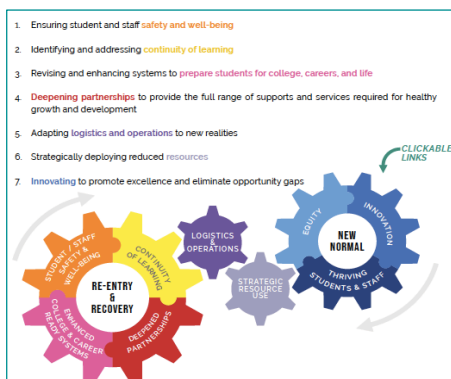 1. Ensuring student and staff safety and well-being
2. Identifying and addressing continuity of learning
3. Revising and enhancing systems to prepare students for college, careers, and life
4. Deepening partnerships to provide the full range of supports and services required for healthy
growth and development
5. Adapting logistics and operations to new realities
6. Strategically deploying reduced resources
7. Innovating to promote excellence and eliminate opportunity gaps
CLICKABLE
LINKS
STUDENT / STAFF
SAFETY &
WELL-BEING
CONTINUITY
OF LEARNING
RE-ENTRY
&
RECOVERY
ENHANCED
COLLEGE & CAREER
READY SYSTEMS
DEEPENED
PARTNERSHIPS
LOGISTICS
&
OPERATIONS
STRATEGIC
RESOURCE
USE
EQUITY
INNOVATION
NEW
NORMAL
THRIVING
STUDENTS & STAFF